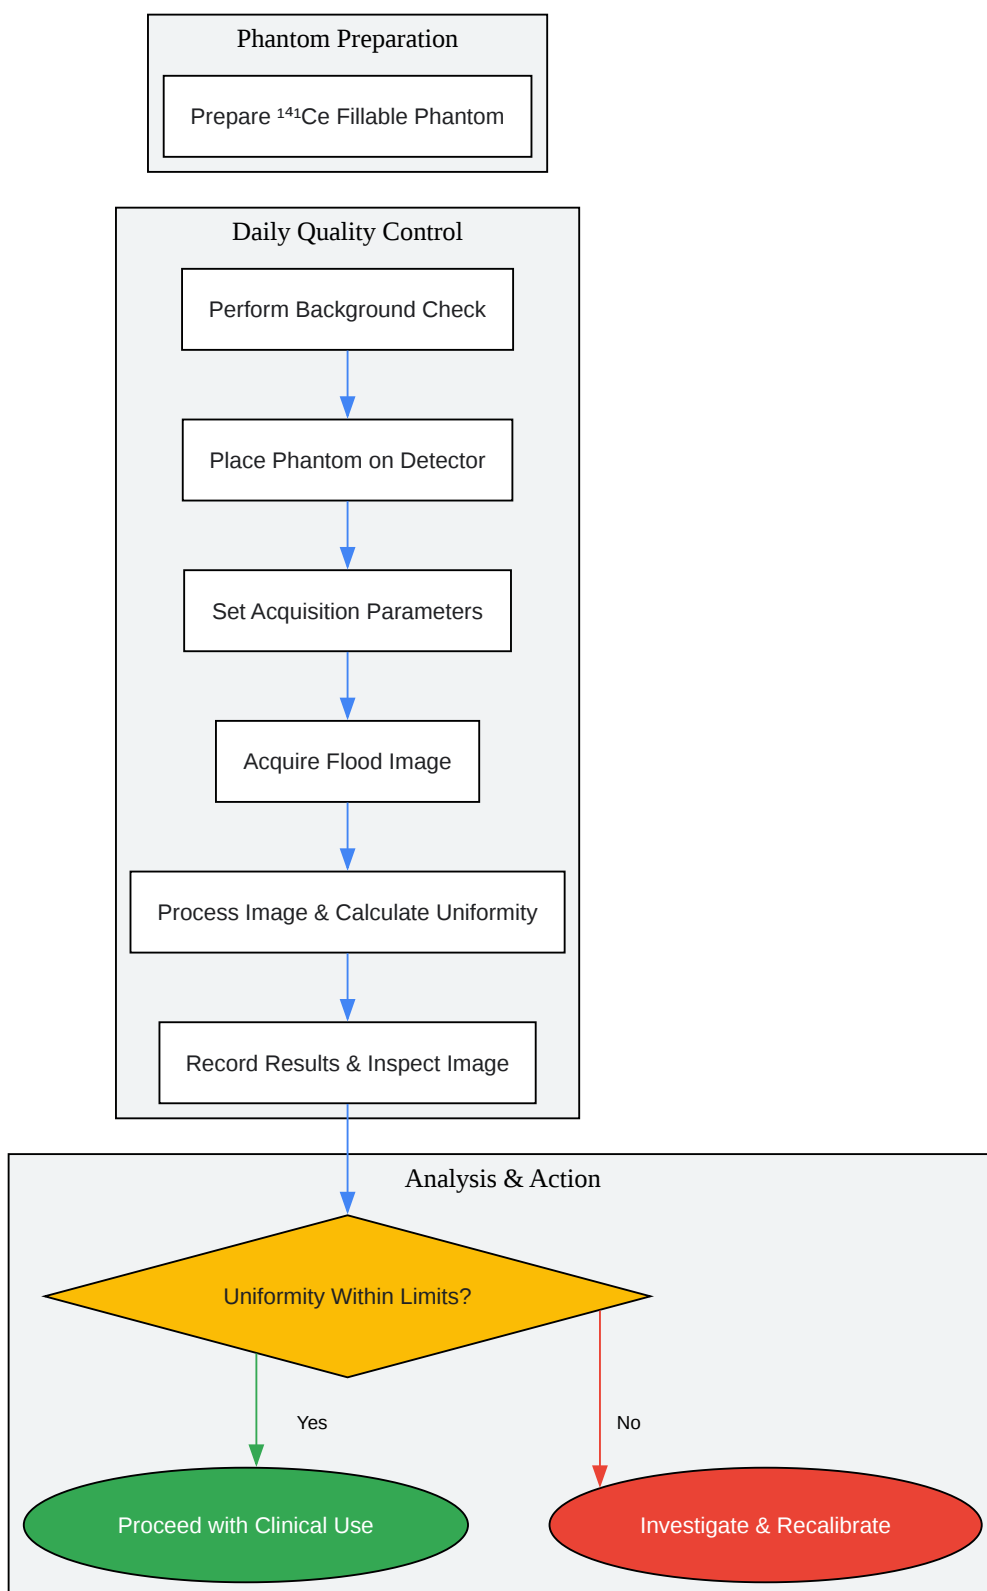 Phantom Preparation
Prepare ¹⁴¹Ce Fillable Phantom
Daily Quality Control
Perform Background Check
Place Phantom on Detector
Set Acquisition Parameters
Acquire Flood Image
Process Image & Calculate Uniformity
Record Results & Inspect Image
Analysis & Action
Uniformity Within Limits?
Yes
No
Proceed with Clinical Use
Investigate & Recalibrate